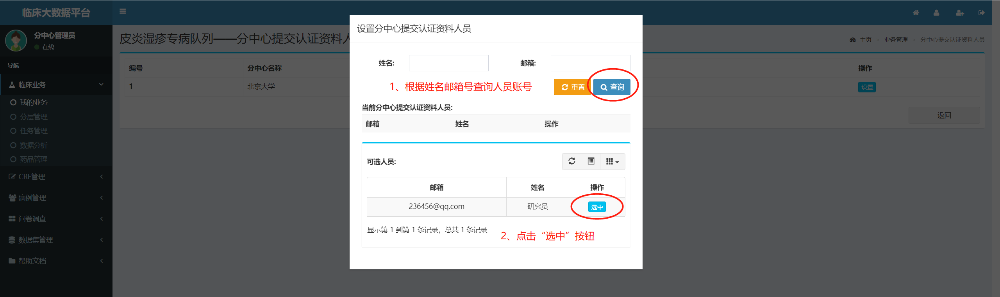 临床大数据平台
分中心管理员
在线
导航
临床业务
我的业务
分层管理
任务管理
数据分析
药品管理
CRF管理
病例管理
问卷调查
数据集管理
帮助文档
皮炎湿疹专病队列——分中心提交认证资料人
主页 > 业务管理 > 分中心提交认证资料人员
编号 分中心名称 操作
1 北京大学 设置
返回
设置分中心提交认证资料人员
姓名: 邮箱:
1、根据姓名邮箱号查询人员账号
重置 查询
当前分中心提交认证资料人员:
邮箱 姓名 操作
可选人员:
邮箱 姓名 操作
236456@qq.com 研究员 选中
显示第 1 到第 1 条记录，总共 1 条记录
2、点击“选中”按钮